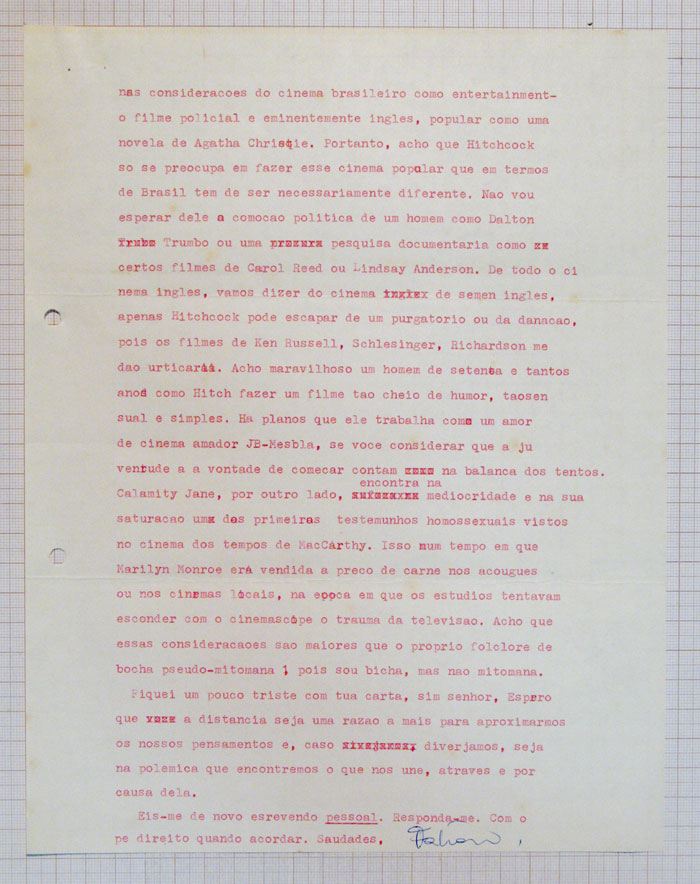 nas consideracoes do cinema brasileiro como entertainment-
o filme policial e eminentemente ingles, popular como uma
novela de Agatha Christie. Portanto, acho que Hitchcock
so se preocupa em fazer esse cinema popular que em termos
de Brasil tem de ser necessariamente diferente. Nao vou
esperar dele a comocao politica de um homem como Dalton
Trumbo ou uma pesquisa documentaria como
certos filmes de Carol Reed ou Lindsay Anderson. De todo o ci
nema ingles, vamos dizer do cinema de semen ingles,
apenas Hitchcock pode escapar de um purgatorio ou da danacao,
pois os filmes de Ken Russell, Schlesinger, Richardson me
dao urticaráá. Acho maravilhoso um homem de setenta e tantos
anod como Hitch fazer um filme tao cheio de humor, taosen
sual e simples. Ha planos que ele trabalha como um amor
de cinema amador JB-Mesbla, se voce considerar que a ju
ventude a a vontade de comecar contam na balanca dos tentos.
encontra na
Calamity Jane, por outro lado, mediocridade e na sua
saturacao um dos primeiros testemunhos homossexuais vistos
no cinema dos tempos de MacCárthy. Isso num tempo em que
Marilyn Monroe erá vendida a preco de carne nos acougues
ou nos cinemas locais, na epoca em que os estudios tentavam
esconder com o cinemascope o trauma da televisao. Acho que
essas consideracaoes sao maiores que o proprio folclore de
bocha pseudo-mitomana, pois sou bicha, mas nao mitomana.
Fiquei um pouco triste com tua carta, sim senhor, Espero
que a distancia seja uma razao a mais para aproximarmos
os nossos pensamentos e, caso diverjamos, seja
na polemica que encontremos o que nos une, atraves e por
causa dela.
Eis-me de novo esrevendo pessoal. Responda-me. Com o
pe direito quando acordar. Saudades,